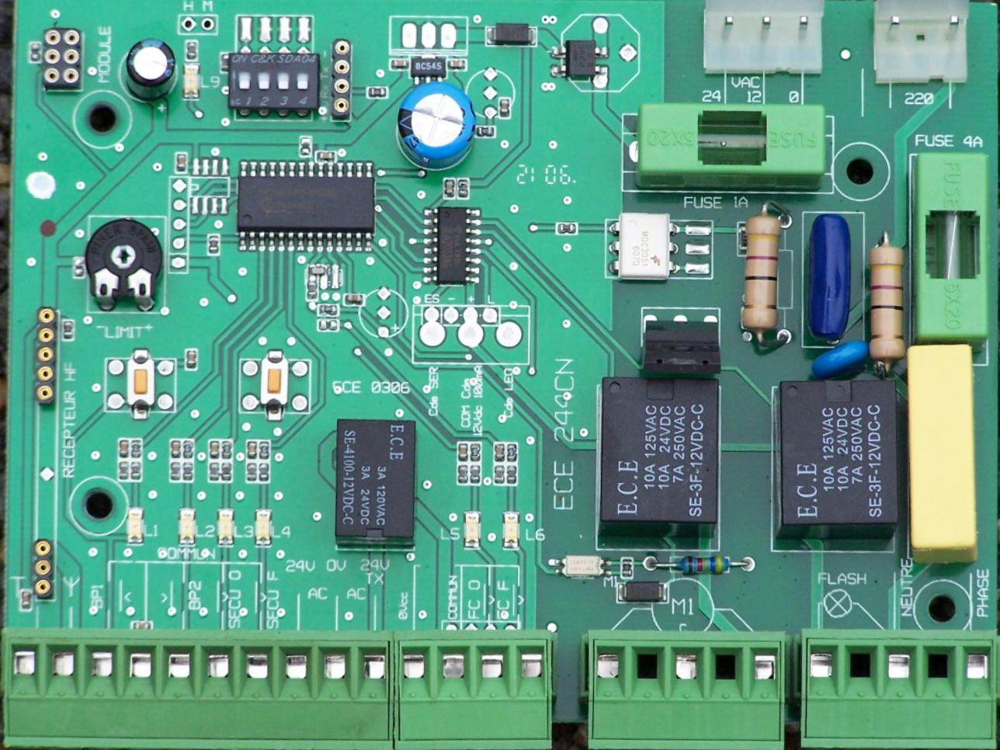 H M
MODULE
L9
ON C&K SDA04
1 2 3 4
8C545
VAC
24 12 0
220
FUSE 4A
FUSE 5X20
5X20 FUSE
FUSE 1A
21 06.
MOC3051
607Q
LIMIT
- +
ES - + L
ECE 0306
Cde SER
COM Cde
12Vdc 100mA
Cde LED
ECE 244CN
RECEPTEUR HF
E.C.E
3A 120VAC
3A 24VDC
SE-4100-12VDC-C
E.C.E
10A 125VAC
10A 24VDC
7A 250VAC
SE-3F-12VDC-C
E.C.E
10A 125VAC
10A 24VDC
7A 250VAC
SE-3F-12VDC-C
L1 L2 L3 L4
L5 L6
COMMUN
24V 0V 24V
TX
BP1
BP2
SECU O
SECU F
AC AC
0Vcc
COMMUN
FC O
FC F
M1
M1
FLASH
NEUTRE
PHASE